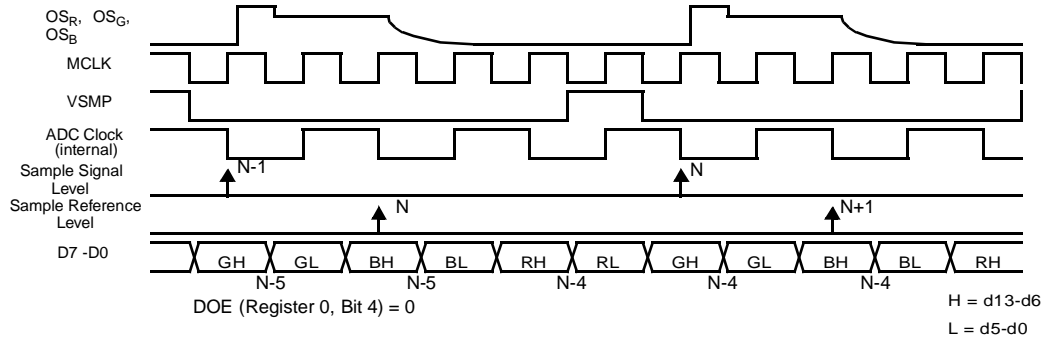 OSR, OSG,
OSB
MCLK
VSMP
ADC Clock
(internal)
Sample Signal
Level
N-1
N
Sample Reference
Level
N
N+1
D7 -D0
GH
GL
BH
BL
RH
RL
GH
GL
BH
BL
RH
N-5
N-5
N-4
N-4
N-4
DOE (Register 0, Bit 4) = 0
H = d13-d6
L = d5-d0